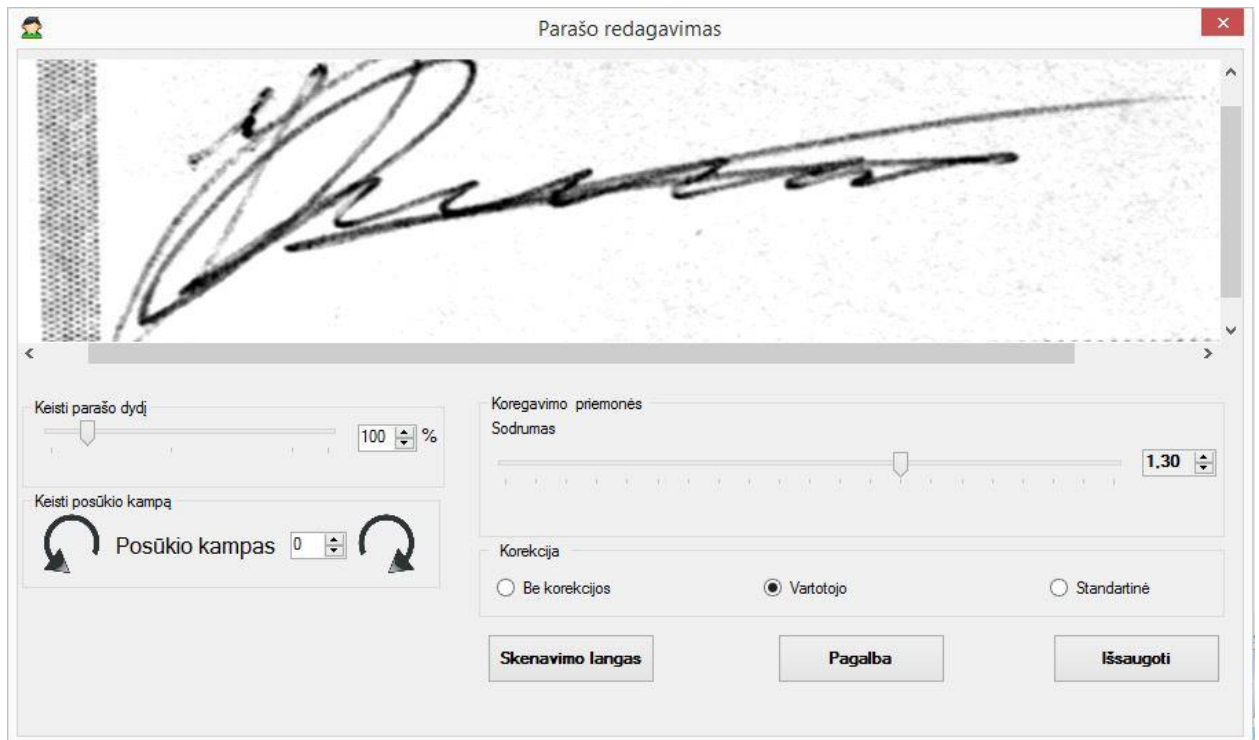 Parašo redagavimas
Keisti parašo dydį
100 %
Keisti posūkio kampą
Posūkio kampas 0
Koregavimo priemonės
Sodrumas
1,30
Korekcija
Be korekcijos Vartotojo Standartinė
Skenavimo langas Pagalba Išsaugoti